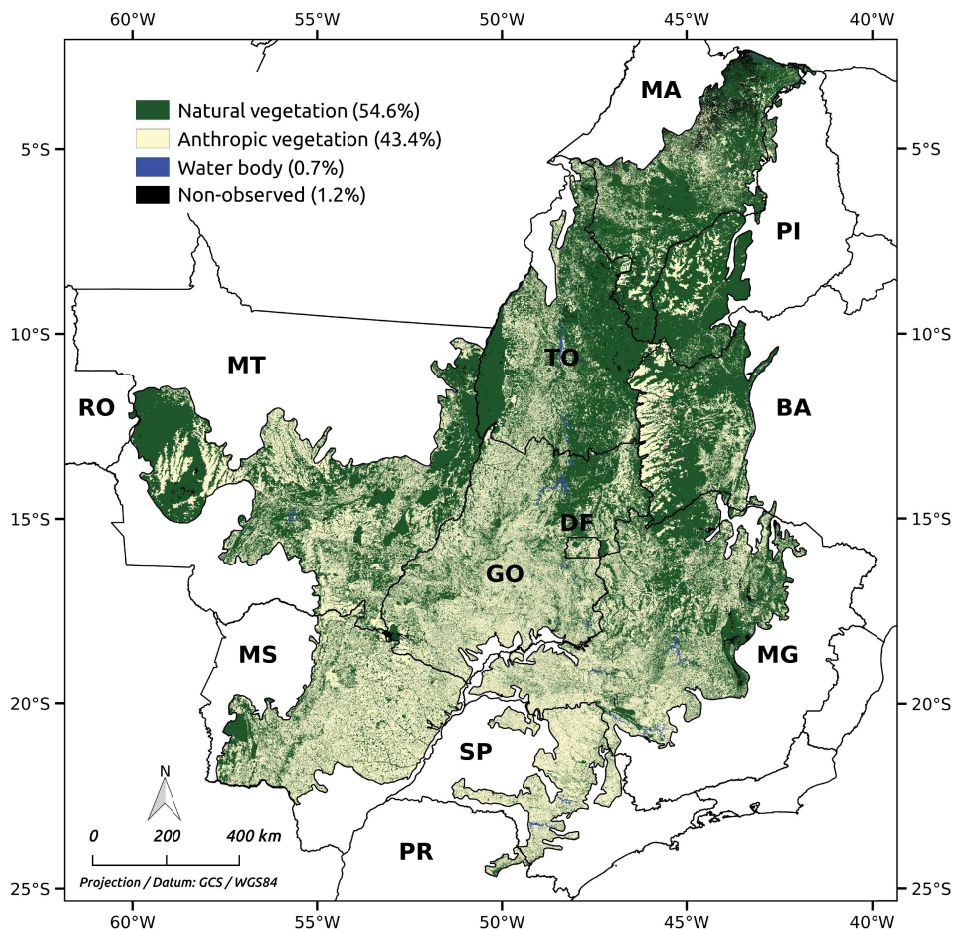 60°W 55°W 50°W 45°W 40°W
MA
Natural vegetation (54.6%)
Anthropic vegetation (43.4%)
5°S 5°S
Water body (0.7%)
Non-observed (1.2%)
PI
10°S 10°S
MT TO
RO BA
15°S DF 15°S
GO
MS MG
20°S 20°S
SP
N
0 200 400 km
PR
Projection / Datum: GCS / WGS84
25°S 25°S
60°W 55°W 50°W 45°W 40°W